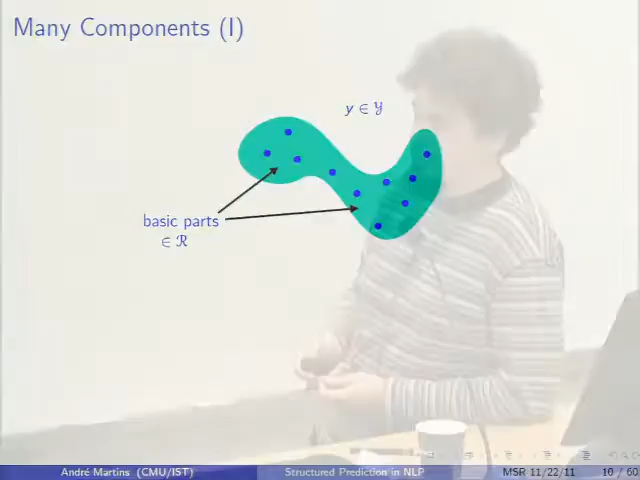 Many Components (I)
y ∈ 𝒴
basic parts
∈ ℛ
André Martins (CMU/IST)
Structured Prediction in NLP
MSR 11/22/11
10 / 60